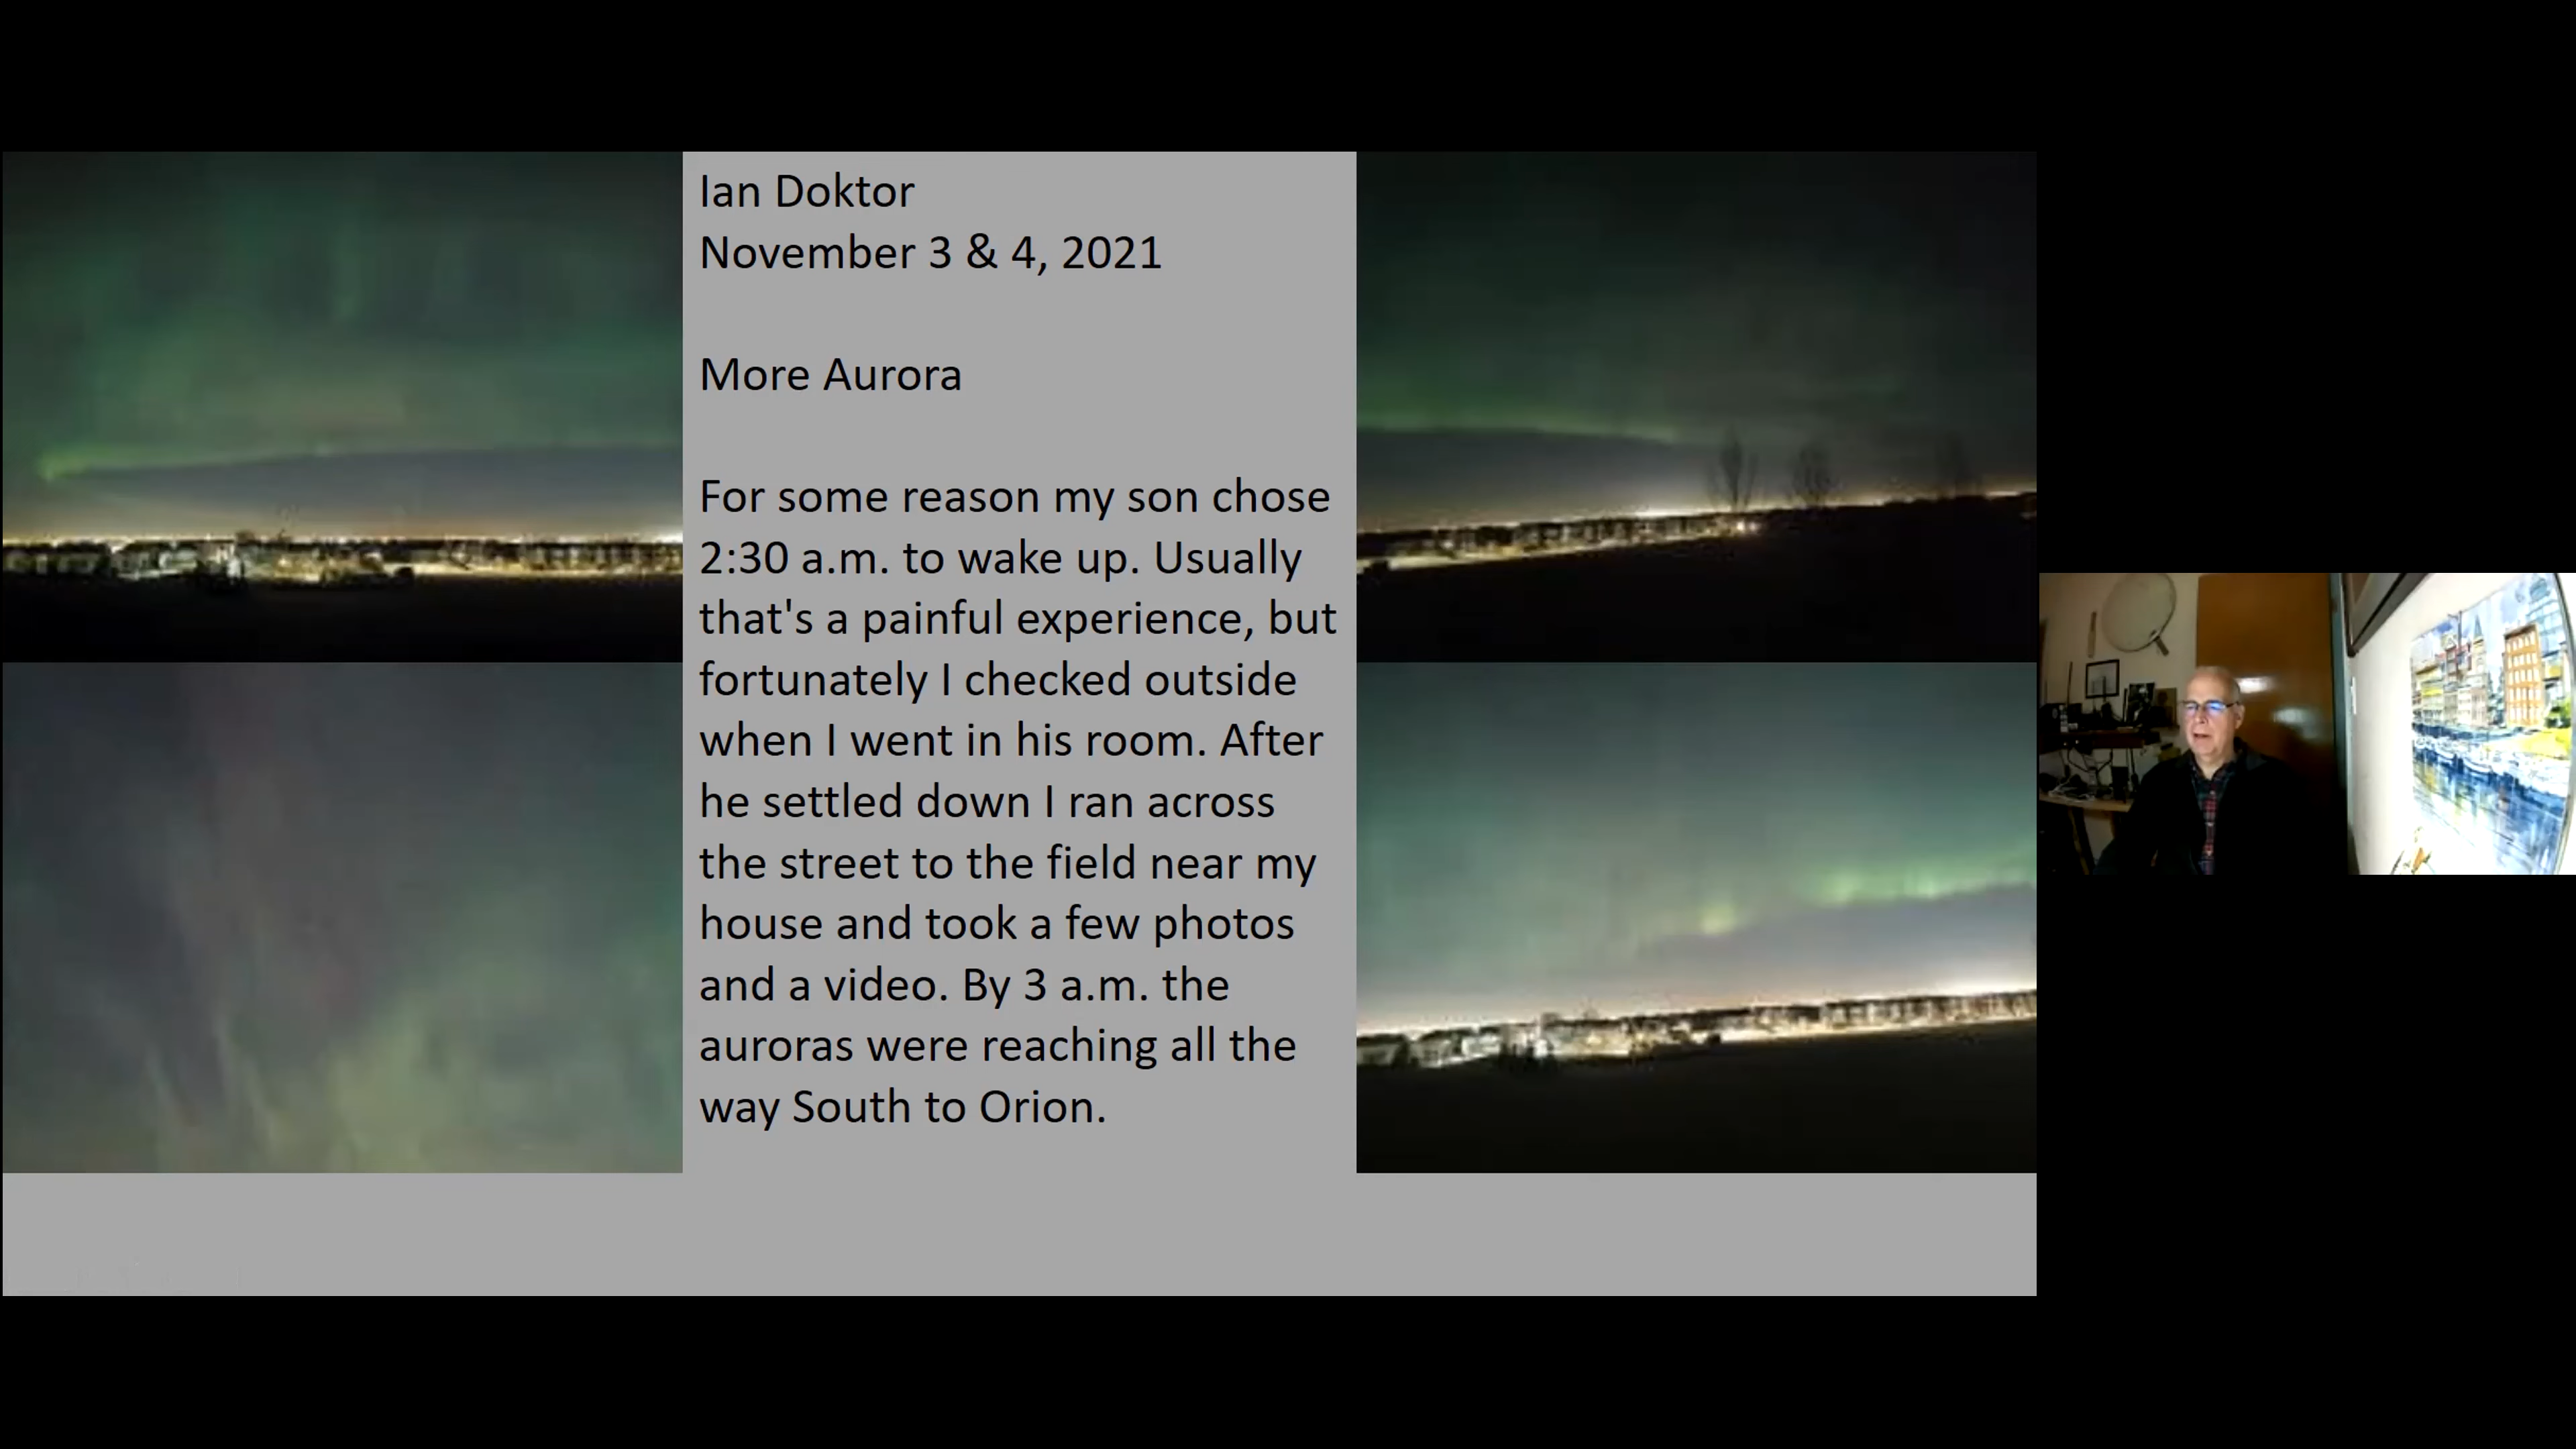 Ian Doktor
November 3 & 4, 2021
More Aurora
For some reason my son chose
2:30 a.m. to wake up. Usually
that's a painful experience, but
fortunately I checked outside
when I went in his room. After
he settled down I ran across
the street to the field near my
house and took a few photos
and a video. By 3 a.m. the
auroras were reaching all the
way South to Orion.